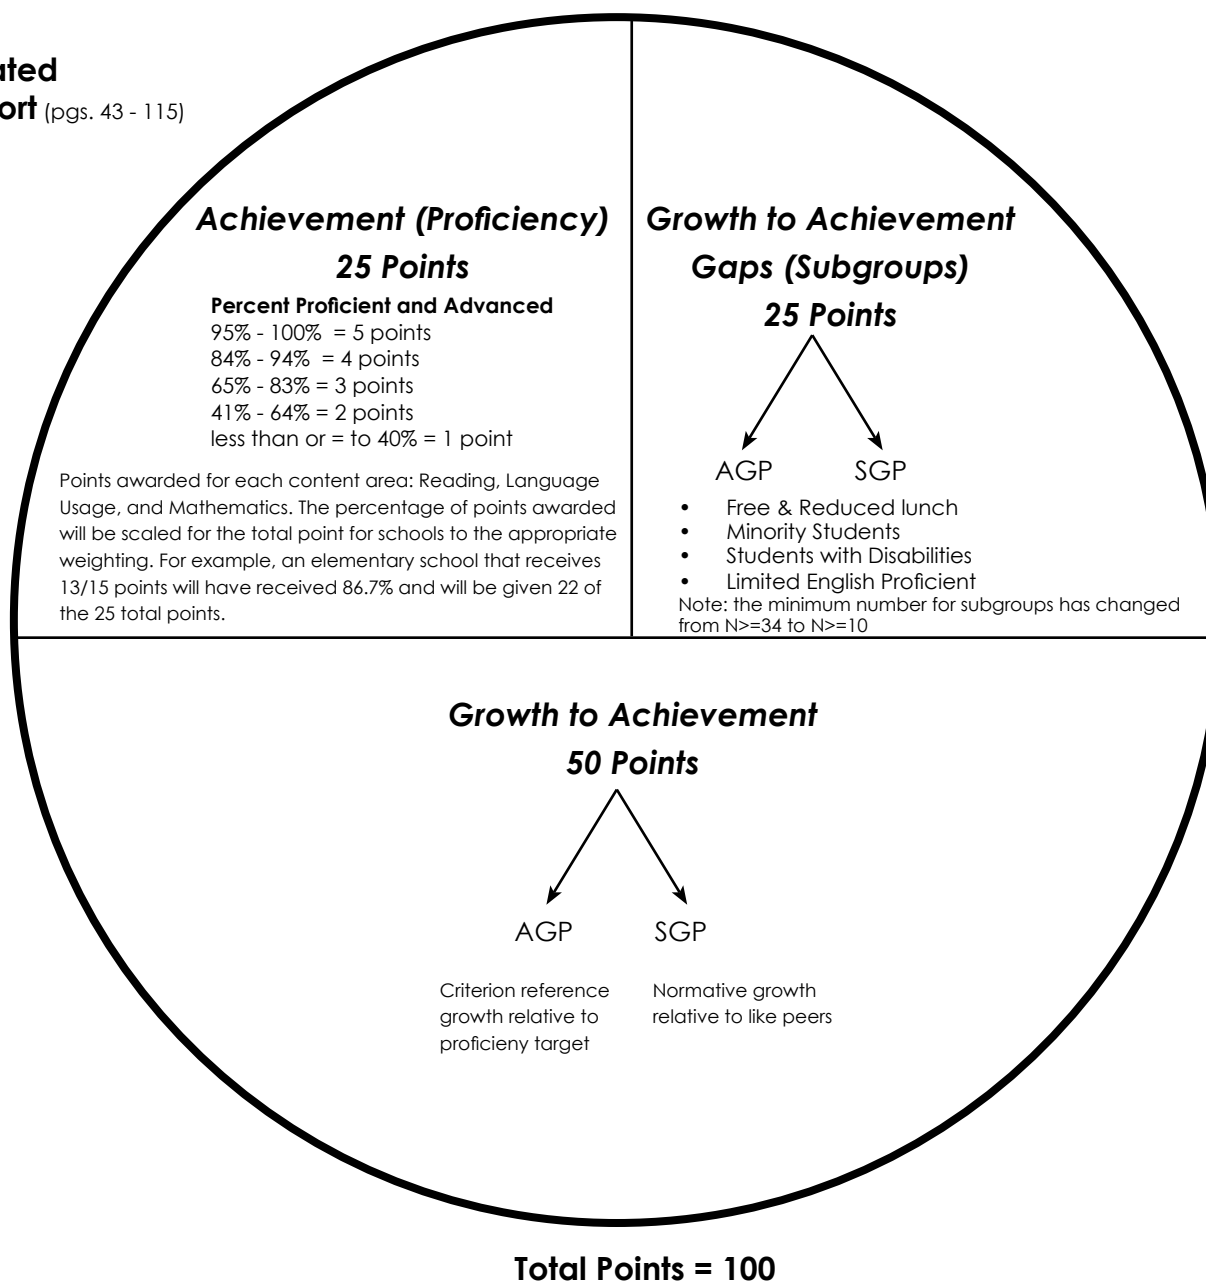 ated
ort (pgs. 43 - 115)
Achievement (Proficiency)
25 Points
Percent Proficient and Advanced
95% - 100%  = 5 points
84% - 94%  = 4 points
65% - 83% = 3 points
41% - 64% = 2 points
less than or = to 40% = 1 point
Points awarded for each content area: Reading, Language
Usage, and Mathematics. The percentage of points awarded
will be scaled for the total point for schools to the appropriate
weighting. For example, an elementary school that receives
13/15 points will have received 86.7% and will be given 22 of
the 25 total points.
Growth to Achievement
Gaps (Subgroups)
25 Points
AGP SGP
• Free & Reduced lunch
• Minority Students
• Students with Disabilities
• Limited English Proficient
Note: the minimum number for subgroups has changed
from N>=34 to N>=10
Growth to Achievement
50 Points
AGP SGP
Criterion reference
growth relative to
proficieny target
Normative growth
relative to like peers
Total Points = 100